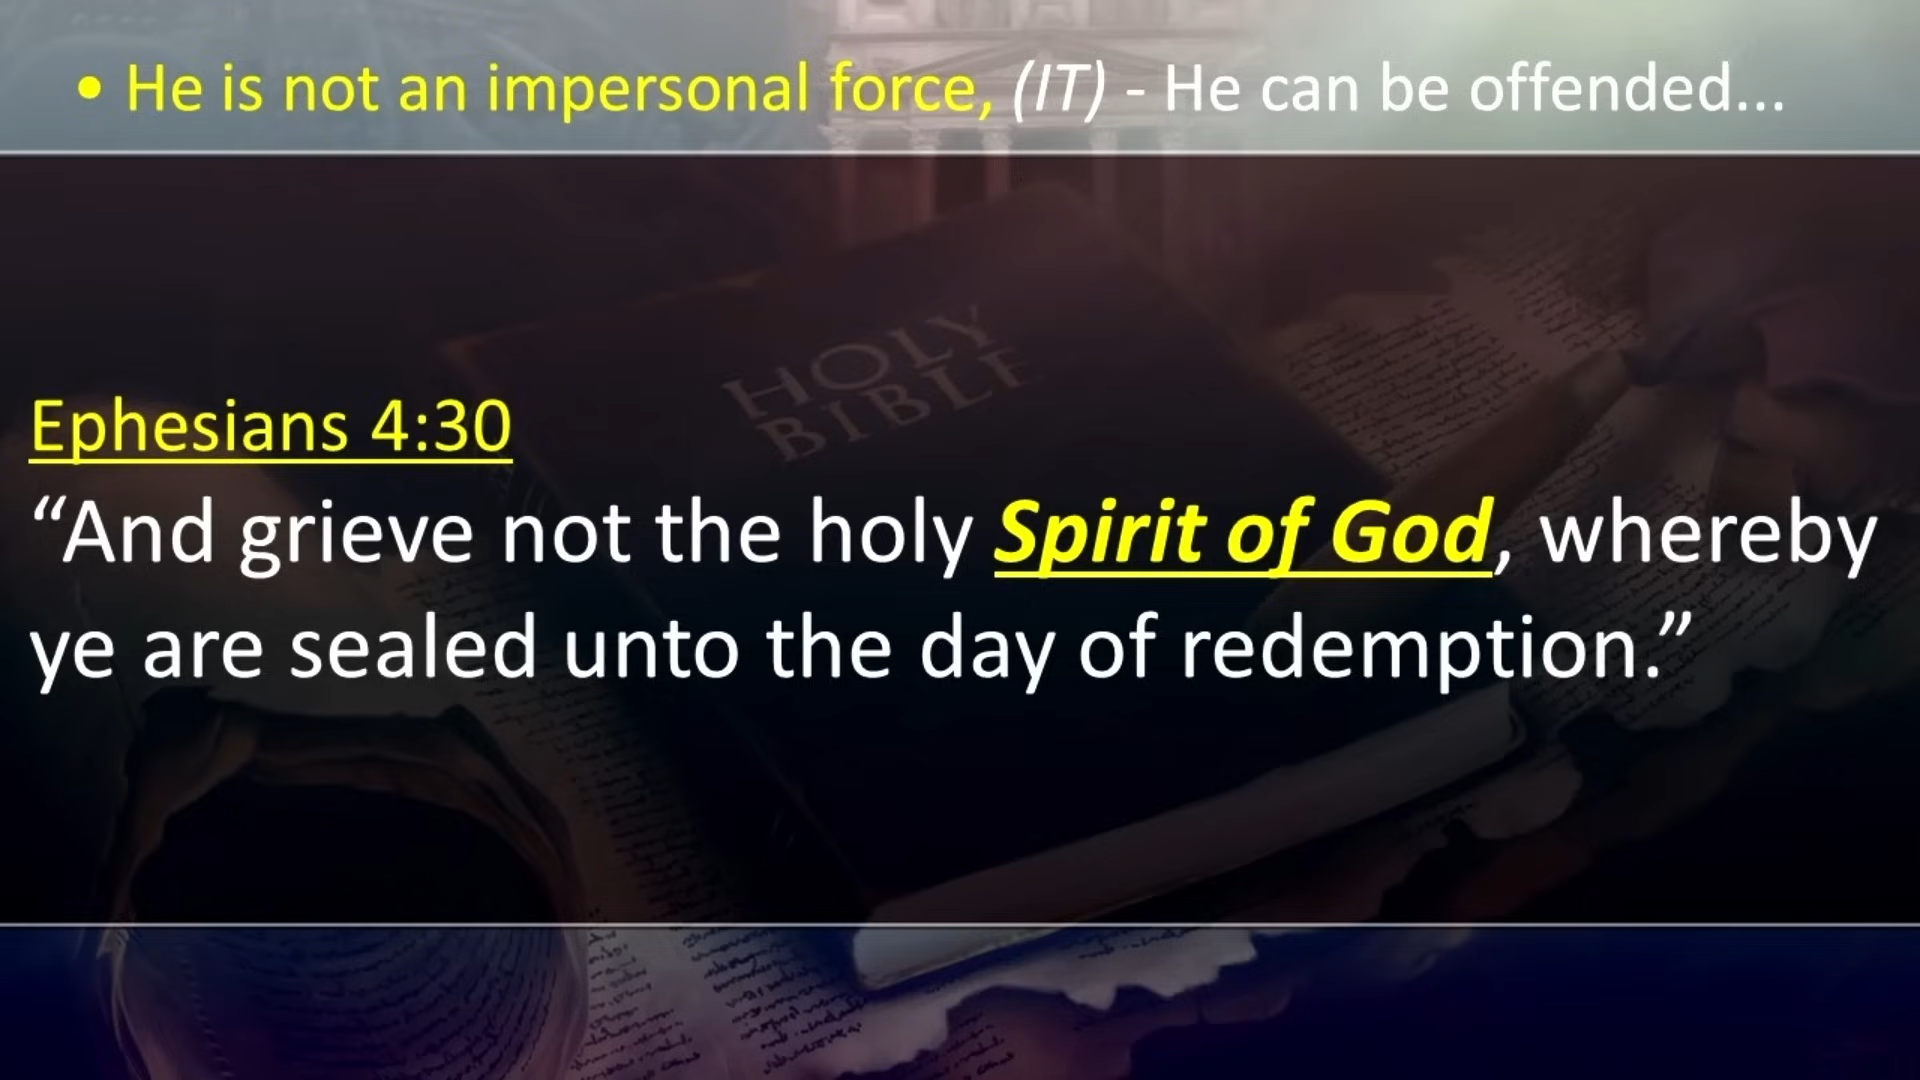 • He is not an impersonal force, (IT) - He can be offended...
HOLY
BIBLE
Ephesians 4:30
“And grieve not the holy Spirit of God, whereby
ye are sealed unto the day of redemption.”